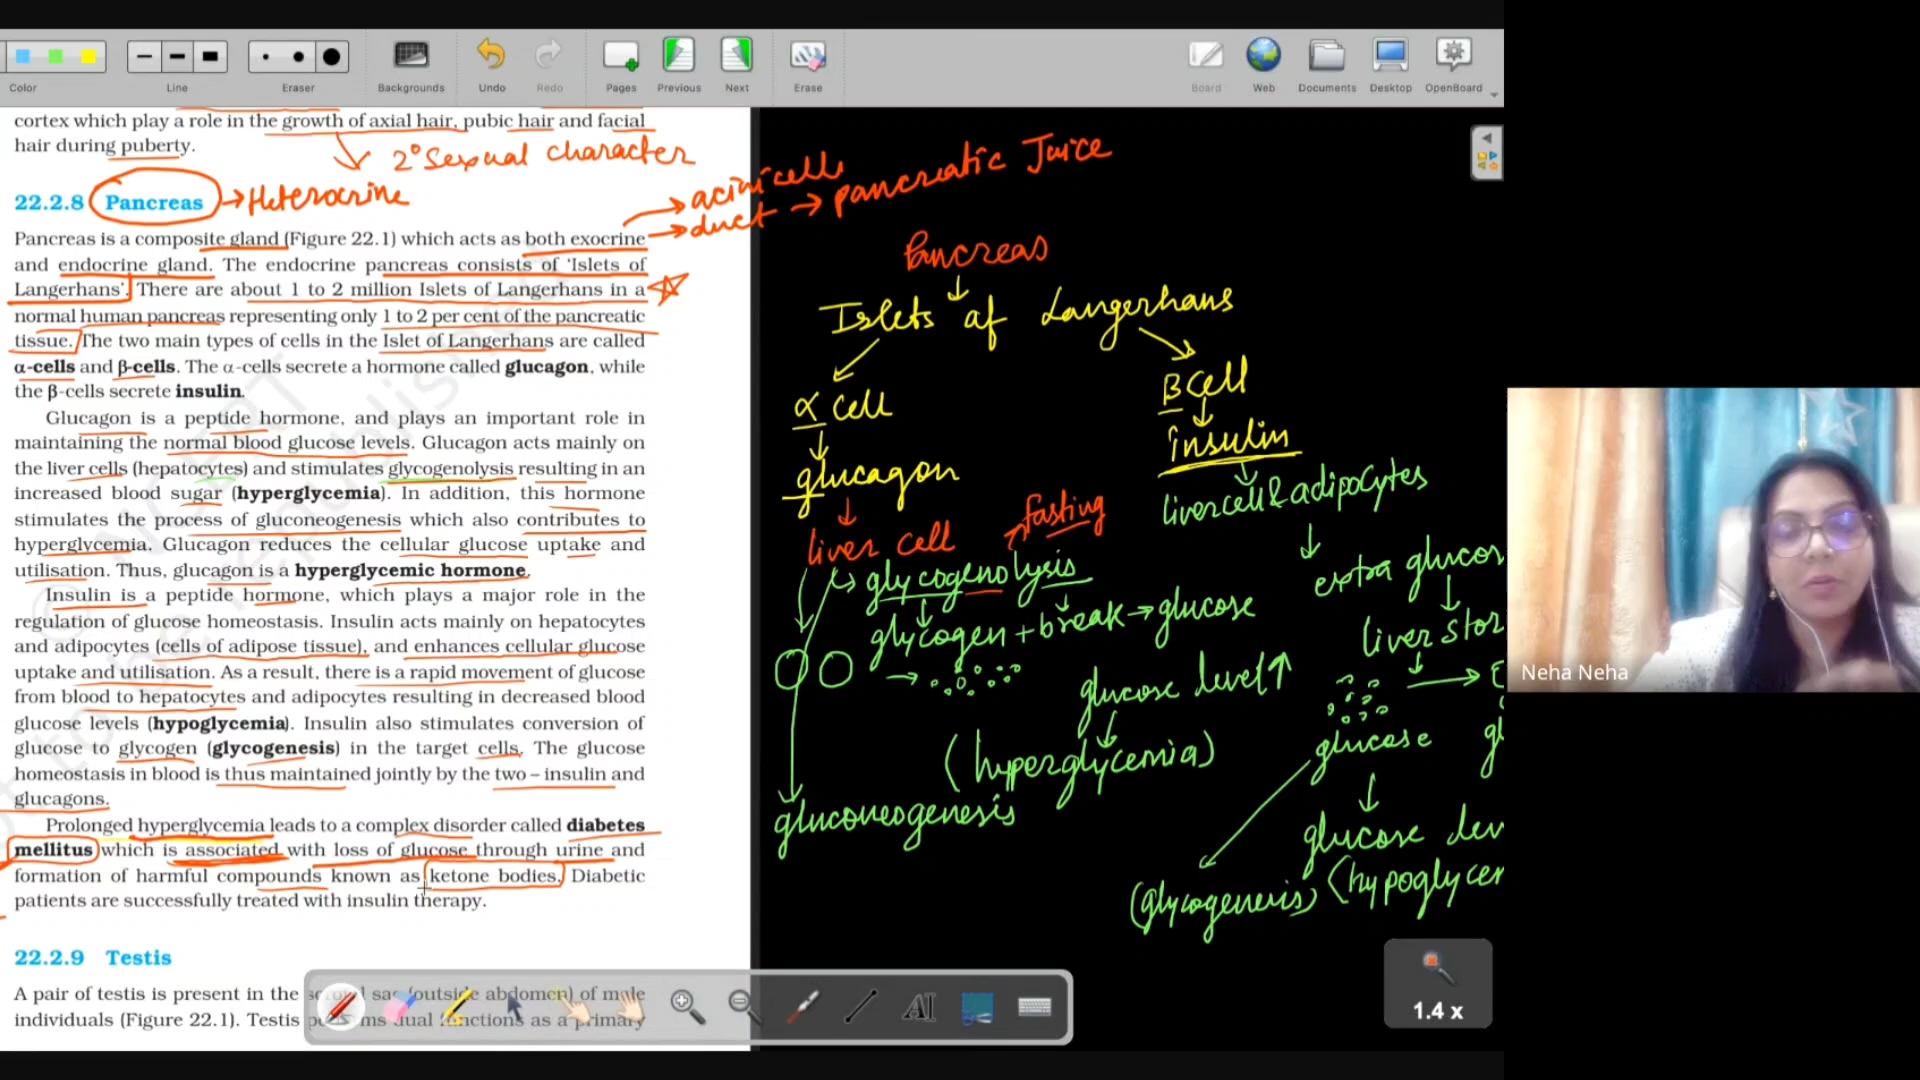 Color Line Eraser Backgrounds Undo Redo Pages Previous Next Erase Board Web Documents Desktop OpenBoard
cortex which play a role in the growth of axial hair, pubic hair and facial
hair during puberty.
2° Sexual character
22.2.8 Pancreas → Heterocrine
→ acini cells
→ duct → pancreatic Juice
Pancreas is a composite gland (Figure 22.1) which acts as both exocrine
and endocrine gland. The endocrine pancreas consists of ‘Islets of
Langerhans’. There are about 1 to 2 million Islets of Langerhans in a
normal human pancreas representing only 1 to 2 per cent of the pancreatic
tissue. The two main types of cells in the Islet of Langerhans are called
α-cells and β-cells. The α-cells secrete a hormone called glucagon, while
the β-cells secrete insulin.
Glucagon is a peptide hormone, and plays an important role in
maintaining the normal blood glucose levels. Glucagon acts mainly on
the liver cells (hepatocytes) and stimulates glycogenolysis resulting in an
increased blood sugar (hyperglycemia). In addition, this hormone
stimulates the process of gluconeogenesis which also contributes to
hyperglycemia. Glucagon reduces the cellular glucose uptake and
utilisation. Thus, glucagon is a hyperglycemic hormone.
Insulin is a peptide hormone, which plays a major role in the
regulation of glucose homeostasis. Insulin acts mainly on hepatocytes
and adipocytes (cells of adipose tissue), and enhances cellular glucose
uptake and utilisation. As a result, there is a rapid movement of glucose
from blood to hepatocytes and adipocytes resulting in decreased blood
glucose levels (hypoglycemia). Insulin also stimulates conversion of
glucose to glycogen (glycogenesis) in the target cells. The glucose
homeostasis in blood is thus maintained jointly by the two – insulin and
glucagons.
Prolonged hyperglycemia leads to a complex disorder called diabetes
mellitus which is associated with loss of glucose through urine and
formation of harmful compounds known as ketone bodies. Diabetic
patients are successfully treated with insulin therapy.
22.2.9 Testis
A pair of testis is present in the sac (outside abdomen) of male
individuals (Figure 22.1). Testis dual functions as a primary
Pancreas
Islets of Langerhans
α cell
β Cell
glucagon
insulin
liver cell
fasting
liver cell & adipocytes
glycogenolysis
glycogen + break → glucose
glucose level ↑
(hyperglycemia)
gluconeogenesis
extra glucos
liver stor
glucose
glucose lev
(glycogenesis)
(hypoglycem
Neha Neha
1.4 x